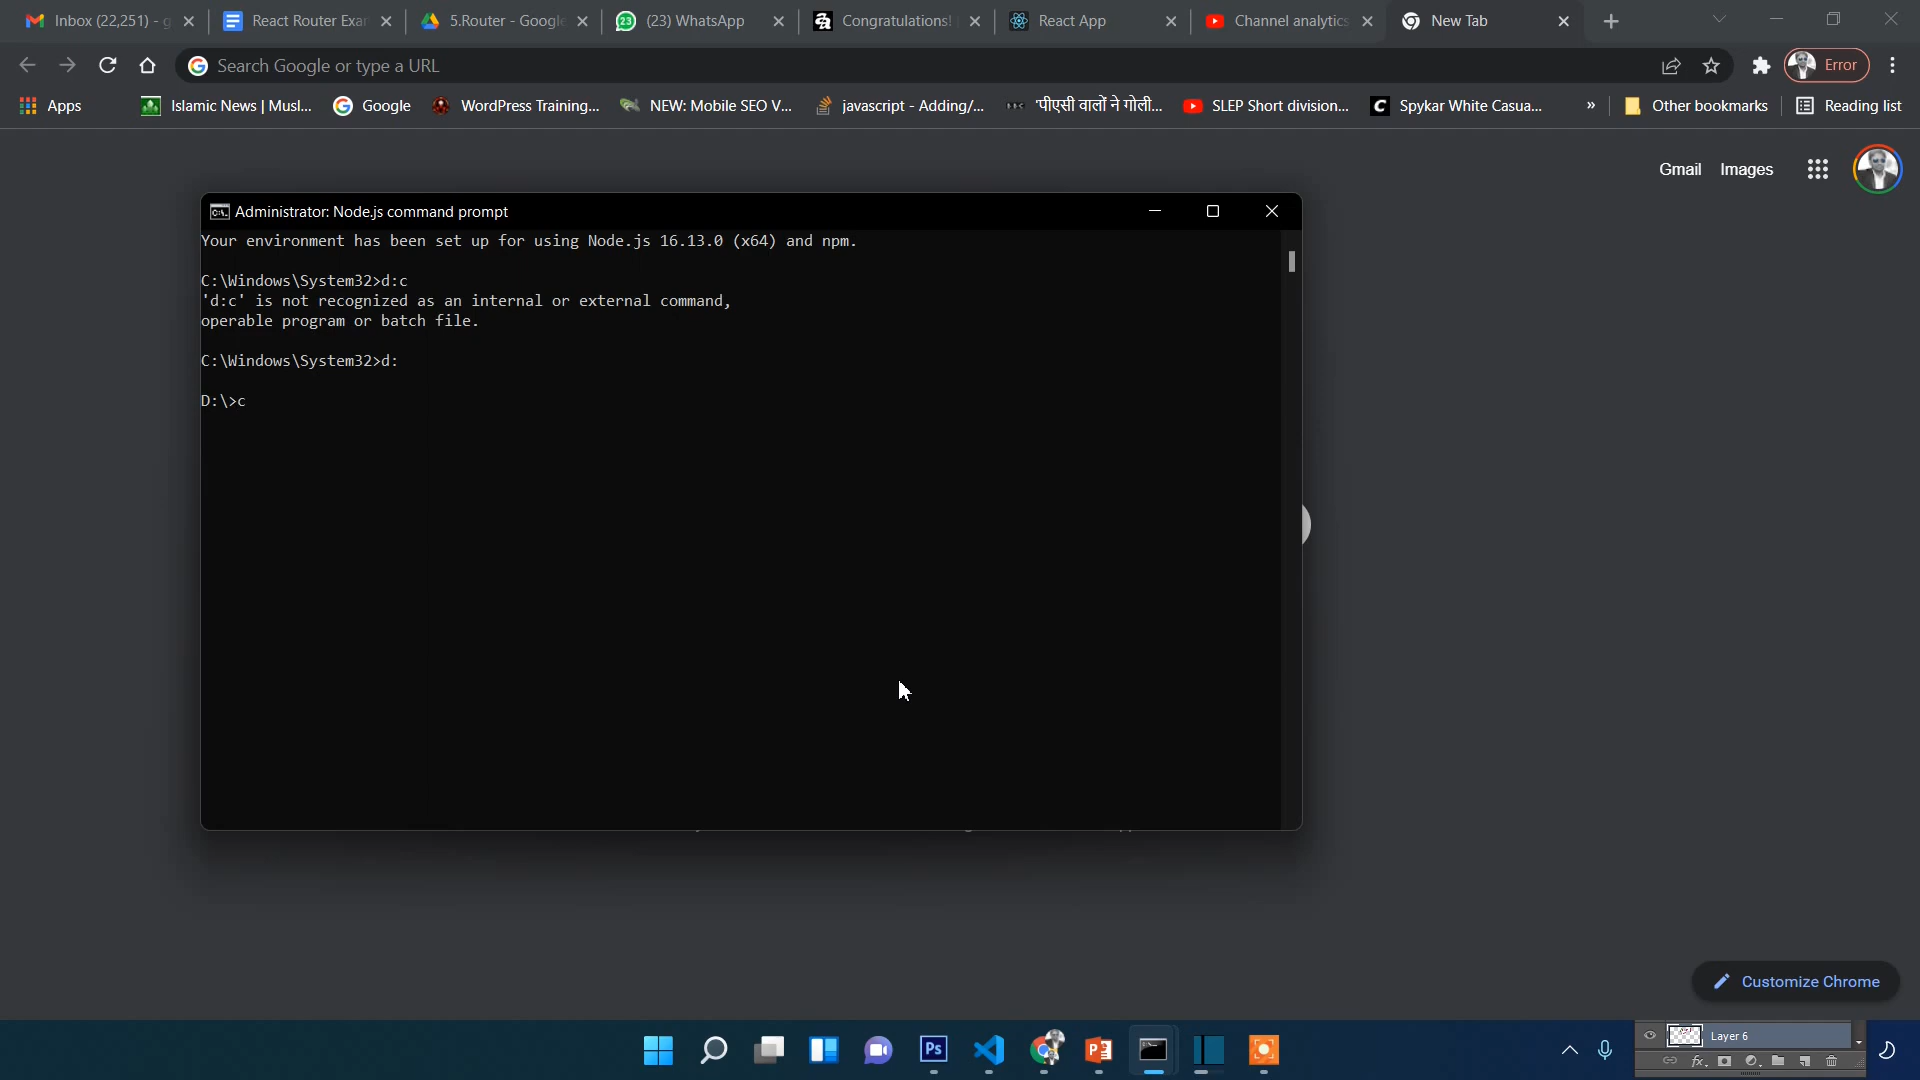 Inbox (22,251) - g
React Router Exar
5.Router - Google
(23) WhatsApp
Congratulations!
React App
Channel analytics
New Tab
Search Google or type a URL
Error
Apps
Islamic News | Musl...
Google
WordPress Training...
NEW: Mobile SEO V...
javascript - Adding/...
'पीएसी वालों ने गोली...
SLEP Short division...
Spykar White Casua...
»
Other bookmarks
Reading list
Gmail
Images
Administrator: Node.js command prompt
Your environment has been set up for using Node.js 16.13.0 (x64) and npm.
C:\Windows\System32>d:c
'd:c' is not recognized as an internal or external command,
operable program or batch file.
C:\Windows\System32>d:
D:\>c
Customize Chrome
Layer 6